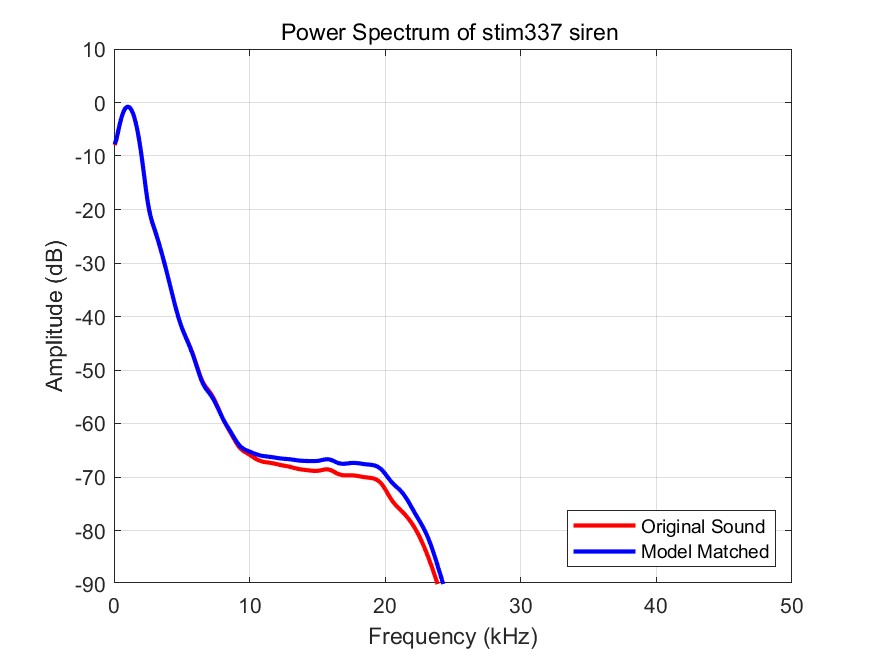 Power Spectrum of stim337 siren
10
0
-10
-20
-30
-40
-50
-60
-70
-80
-90
Amplitude (dB)
Original Sound
Model Matched
0 10 20 30 40 50
Frequency (kHz)